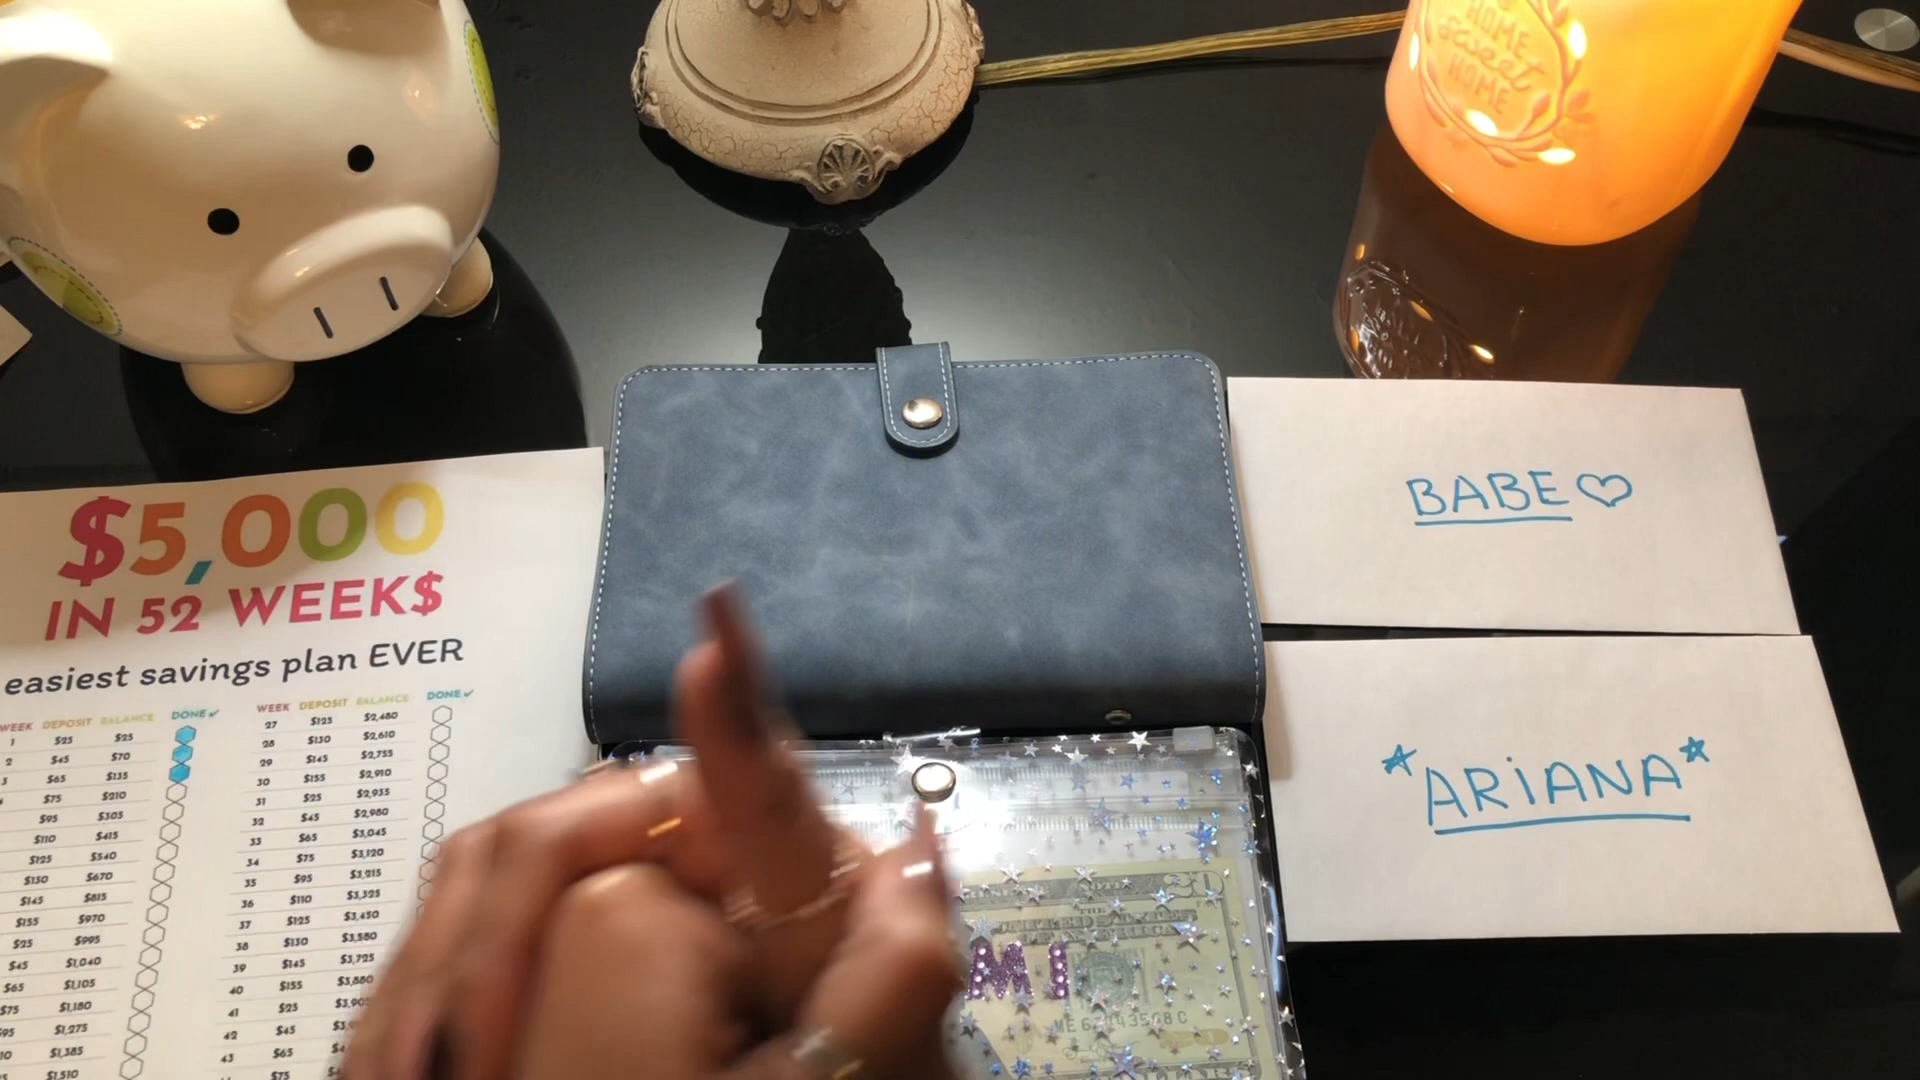 HOME
Sweet
HOME
BABE♡
*ARiANA*
$5,000
IN 52 WEEK$
easiest savings plan EVER
WEEK DEPOSIT BALANCE DONE✓
1 $25 $25
2 $45 $70
3 $65 $135
$75 $210
$95 $305
$110 $415
$125 $540
$130 $670
$145 $815
$155 $970
$25 $995
$45 $1,040
$65 $1,105
$75 $1,180
$95 $1,275
$1,385
$1,510
WEEK DEPOSIT BALANCE DONE✓
27 $125 $2,480
28 $130 $2,610
29 $145 $2,755
30 $155 $2,910
31 $25 $2,935
32 $45 $2,980
33 $65 $3,045
34 $75 $3,120
35 $95 $3,215
36 $110 $3,325
37 $125 $3,450
38 $130 $3,580
39 $145 $3,725
40 $155 $3,880
41 $25
42 $45
43 $65
$75
20
THE
MI